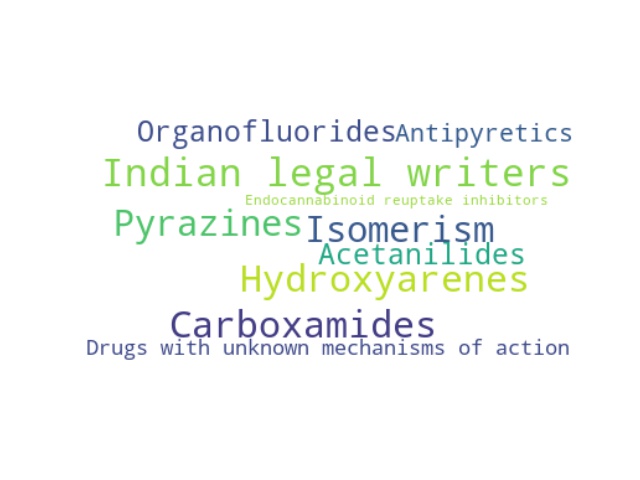 Organofluorides Antipyretics
Indian legal writers
Endocannabinoid reuptake inhibitors
Pyrazines Isomerism
Acetanilides
Hydroxyarenes
Carboxamides
Drugs with unknown mechanisms of action